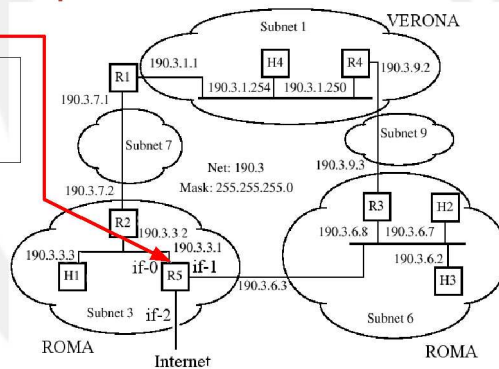 Subnet 1
VERONA
R1
190.3.1.1
H4
R4
190.3.9.2
190.3.1.254
190.3.1.250
190.3.7.1
Subnet 7
Subnet 9
Net: 190.3
Mask: 255.255.255.0
190.3.9.3
190.3.7.2
R2
R3
H2
190.3.3 2
190.3.6.8
190.3.6.7
190.3.3.3
190.3.3.1
190.3.6.2
H1
if-0
R5
if-1
H3
190.3.6.3
Subnet 3
if-2
Subnet 6
ROMA
ROMA
Internet